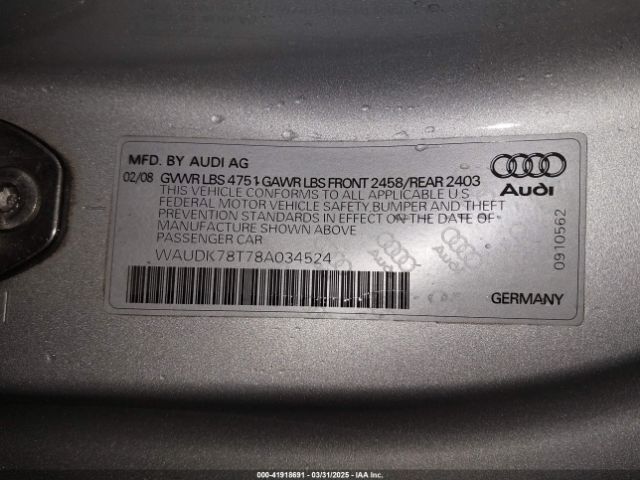 MFD. BY AUDI AG
02/08 GVWR LBS 4751 GAWR LBS FRONT 2458/REAR 2403
THIS VEHICLE CONFORMS TO ALL APPLICABLE U.S.
FEDERAL MOTOR VEHICLE SAFETY BUMPER AND THEFT
PREVENTION STANDARDS IN EFFECT ON THE DATE OF
MANUFACTURE SHOWN ABOVE
PASSENGER CAR
WAUDK78T78A034524
Audi
0910562
GERMANY
000-41918691 - 03/31/2025 - IAAI.COM